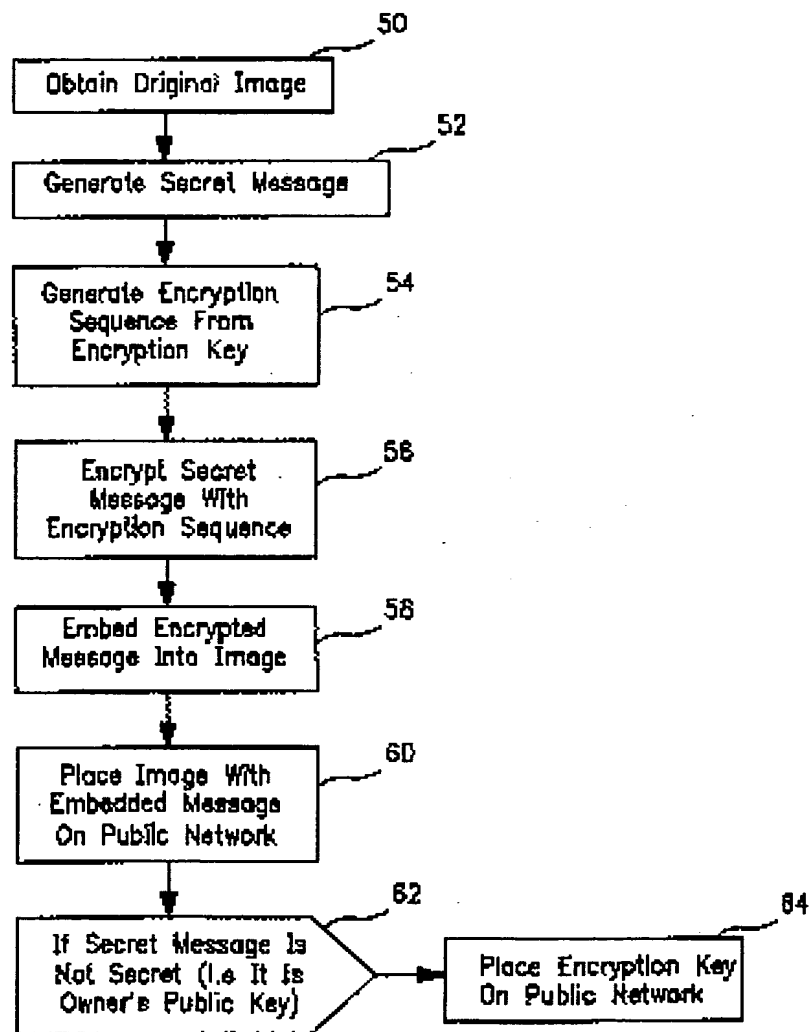 50
Obtain Original Image
52
Generate Secret Message
54
Generate Encryption
Sequence From
Encryption Key
56
Encrypt Secret
Message With
Encryption Sequence
58
Embed Encrypted
Message Into Image
60
Place Image With
Embedded Message
On Public Network
62
If Secret Message Is
Not Secret (i.e It Is
Owner's Public Key)
64
Place Encryption Key
On Public Network